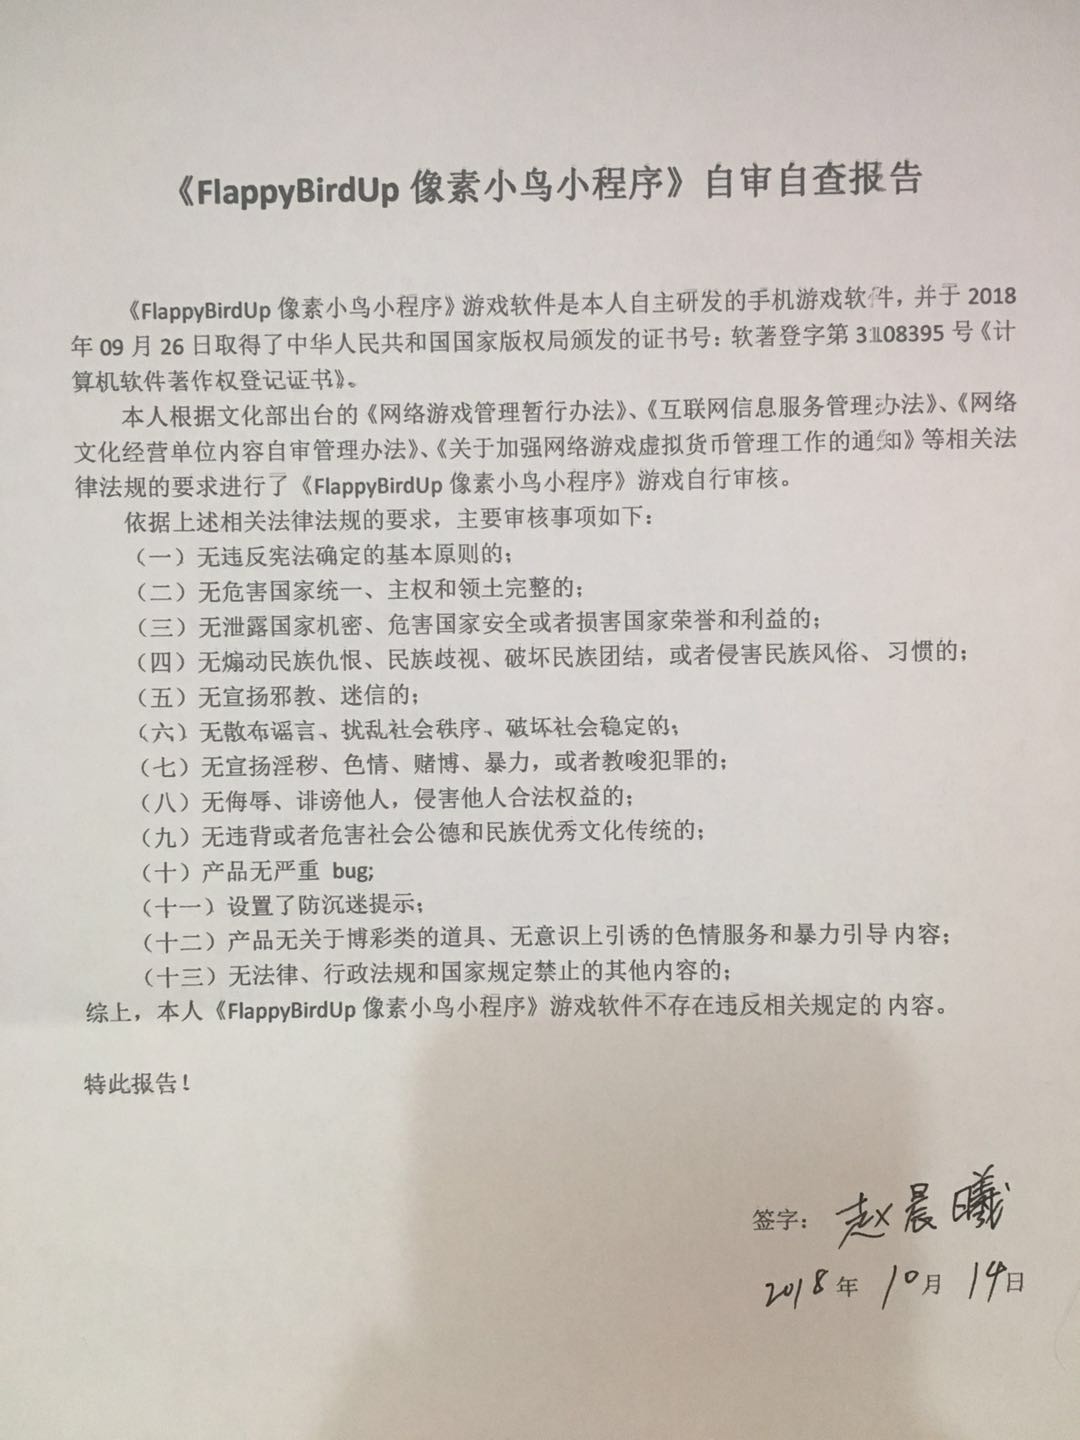 《FlappyBirdUp 像素小鸟小程序》自审自查报告
《FlappyBirdUp 像素小鸟小程序》游戏软件是本人自主研发的手机游戏软件，并于 2018
年 09 月 26 日取得了中华人民共和国国家版权局颁发的证书号：软著登字第 3108395 号《计
算机软件著作权登记证书》。
本人根据文化部出台的《网络游戏管理暂行办法》、《互联网信息服务管理办法》、《网络
文化经营单位内容自审管理办法》、《关于加强网络游戏虚拟货币管理工作的通知》等相关法
律法规的要求进行了《FlappyBirdUp 像素小鸟小程序》游戏自行审核。
依据上述相关法律法规的要求，主要审核事项如下：
（一）无违反宪法确定的基本原则的；
（二）无危害国家统一、主权和领土完整的；
（三）无泄露国家机密、危害国家安全或者损害国家荣誉和利益的；
（四）无煽动民族仇恨、民族歧视、破坏民族团结，或者侵害民族风俗、 习惯的；
（五）无宣扬邪教、迷信的；
（六）无散布谣言、扰乱社会秩序、破坏社会稳定的；
（七）无宣扬淫秽、色情、赌博、暴力，或者教唆犯罪的；
（八）无侮辱、诽谤他人，侵害他人合法权益的；
（九）无违背或者危害社会公德和民族优秀文化传统的；
（十）产品无严重 bug;
（十一）设置了防沉迷提示；
（十二）产品无关于博彩类的道具、无意识上引诱的色情服务和暴力引导内容；
（十三）无法律、行政法规和国家规定禁止的其他内容的；
综上，本人《FlappyBirdUp 像素小鸟小程序》游戏软件不存在违反相关规定的内容。
特此报告！
签字：赵晨曦
2018 年 10 月 14 日